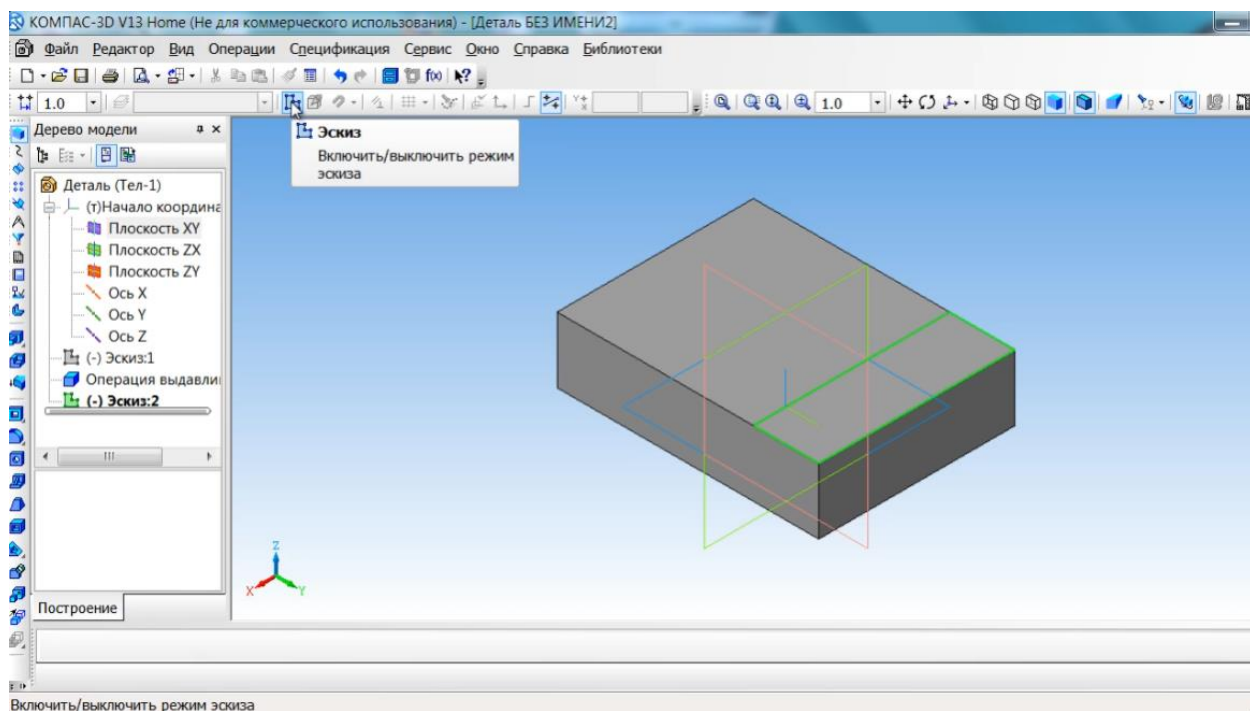 КОМПАС-3D V13 Home (Не для коммерческого использования) - [Деталь БЕЗ ИМЕНИ2]
Файл Редактор Вид Операции Спецификация Сервис Окно Справка Библиотеки
f(x)
1.0
1.0
Эскиз
Включить/выключить режим
эскиза
Дерево модели
Деталь (Тел-1)
(т)Начало координа
Плоскость XY
Плоскость ZX
Плоскость ZY
Ось X
Ось Y
Ось Z
(-) Эскиз:1
Операция выдавли
(-) Эскиз:2
Z
X
Y
Построение
Включить/выключить режим эскиза